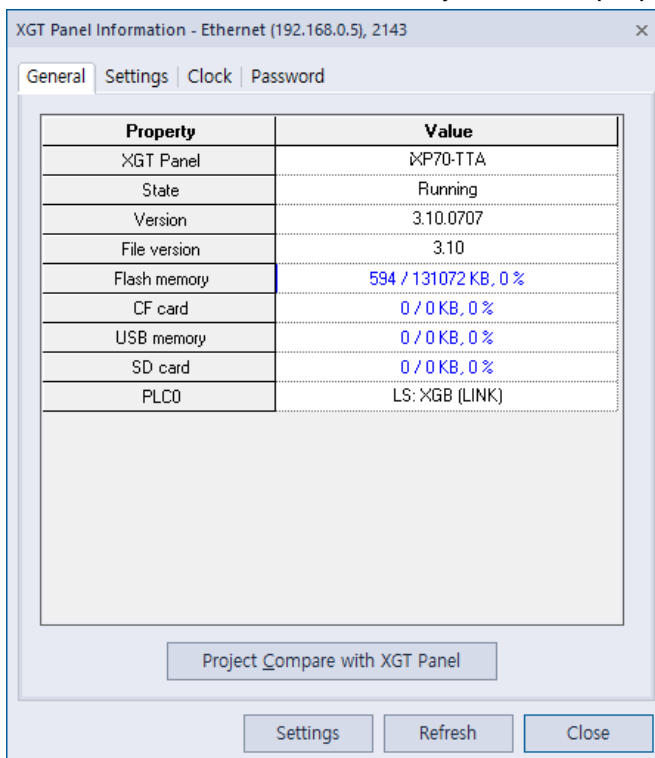 XGT Panel Information - Ethernet (192.168.0.5), 2143
General Settings Clock Password
Property Value
XGT Panel iXP70-TTA
State Running
Version 3.10.0707
File version 3.10
Flash memory 594 / 131072 KB, 0 %
CF card 0 / 0 KB, 0 %
USB memory 0 / 0 KB, 0 %
SD card 0 / 0 KB, 0 %
PLC0 LS: XGB (LINK)
Project Compare with XGT Panel
Settings Refresh Close